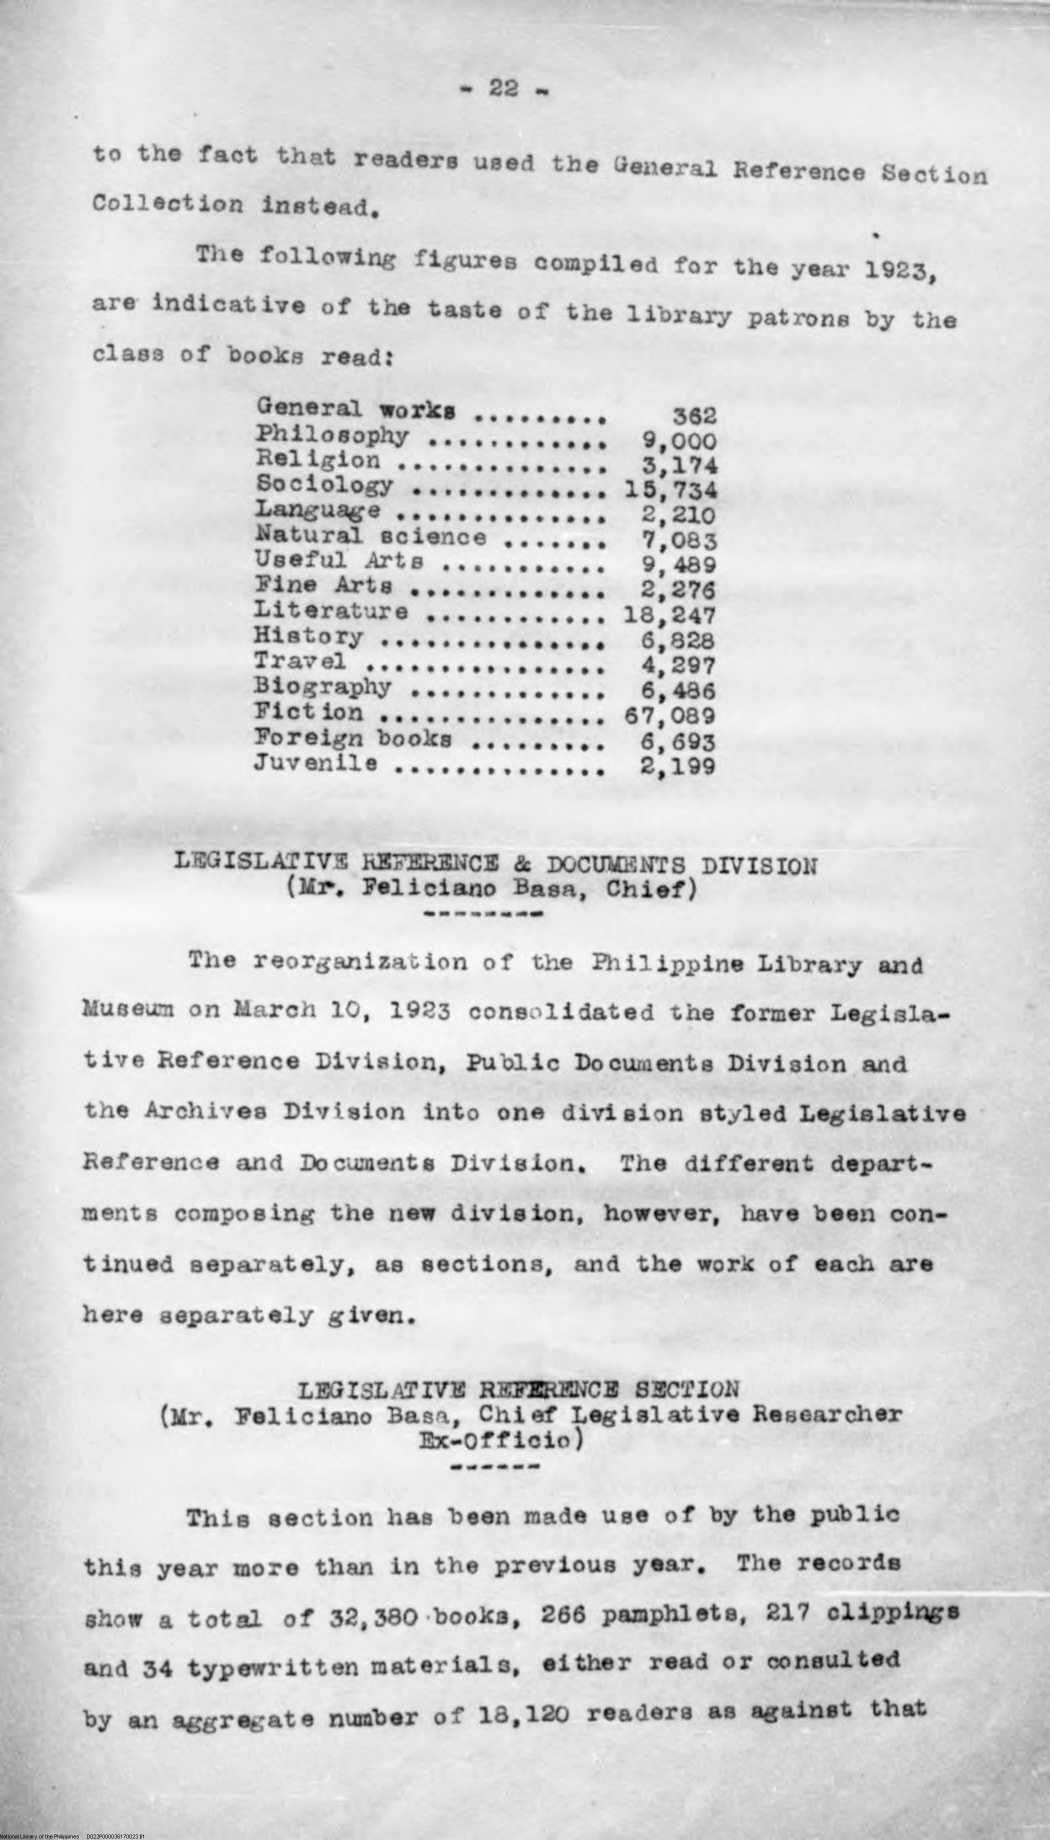 - 22 -
to the fact that readers used the General Reference Section
Collection instead.
The following figures compiled for the year 1923,
are indicative of the taste of the library patrons by the
class of books read:
General works ......... 362
Philosophy ............ 9,000
Religion .............. 3,174
Sociology ............. 15,734
Language .............. 2,210
Natural science ....... 7,083
Useful Arts ........... 9,489
Fine Arts ............. 2,276
Literature ............ 18,247
History ............... 6,828
Travel ................ 4,297
Biography ............. 6,486
Fiction ............... 67,089
Foreign books ......... 6,693
Juvenile .............. 2,199
LEGISLATIVE REFERENCE & DOCUMENTS DIVISION
(Mr. Feliciano Basa, Chief)
--------
The reorganization of the Philippine Library and
Museum on March 10, 1923 consolidated the former Legisla-
tive Reference Division, Public Documents Division and
the Archives Division into one division styled Legislative
Reference and Documents Division. The different depart-
ments composing the new division, however, have been con-
tinued separately, as sections, and the work of each are
here separately given.
LEGISLATIVE REFERENCE SECTION
(Mr. Feliciano Basa, Chief Legislative Researcher
Ex-Officio)
------
This section has been made use of by the public
this year more than in the previous year. The records
show a total of 32,380 books, 266 pamphlets, 217 clippings
and 34 typewritten materials, either read or consulted
by an aggregate number of 18,120 readers as against that
National Library of the Philippines